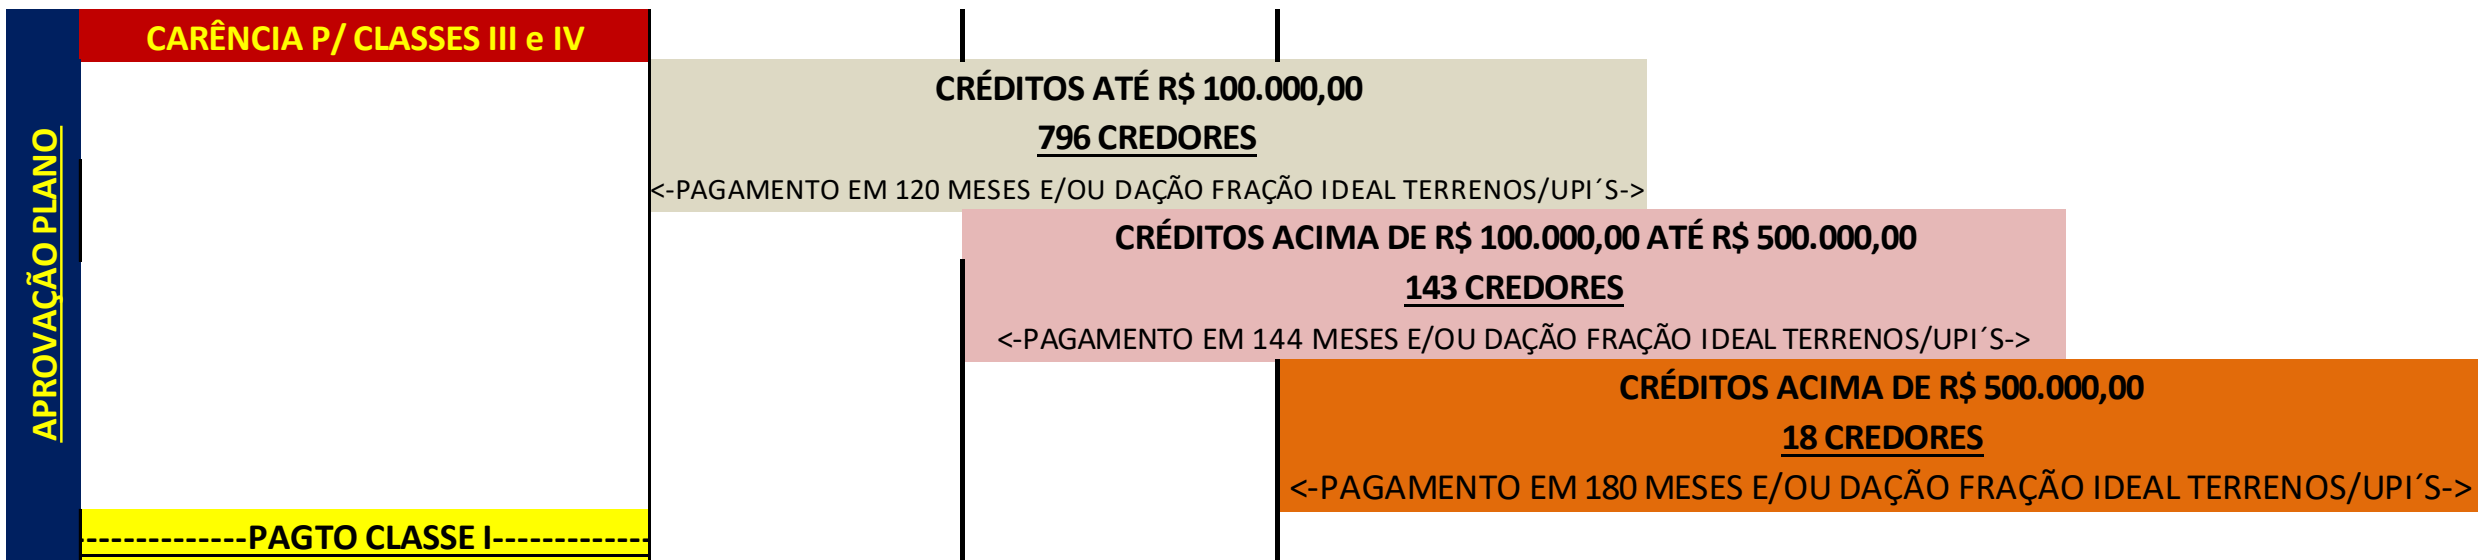 APROVAÇÃO PLANO
CARÊNCIA P/ CLASSES III e IV
CRÉDITOS ATÉ R$ 100.000,00
796 CREDORES
<-PAGAMENTO EM 120 MESES E/OU DAÇÃO FRAÇÃO IDEAL TERRENOS/UPI´S->
CRÉDITOS ACIMA DE R$ 100.000,00 ATÉ R$ 500.000,00
143 CREDORES
<-PAGAMENTO EM 144 MESES E/OU DAÇÃO FRAÇÃO IDEAL TERRENOS/UPI´S->
CRÉDITOS ACIMA DE R$ 500.000,00
18 CREDORES
<-PAGAMENTO EM 180 MESES E/OU DAÇÃO FRAÇÃO IDEAL TERRENOS/UPI´S->
--------------PAGTO CLASSE I-------------